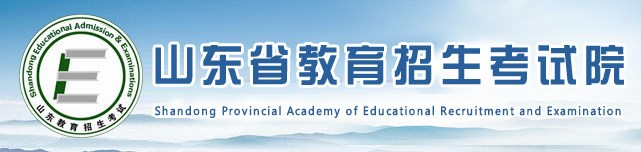 Shandong Educational Admission & Examinations
山东教育招生考试
山东省教育招生考试院
Shandong Provincial Academy of Educational Recruitment and Examination